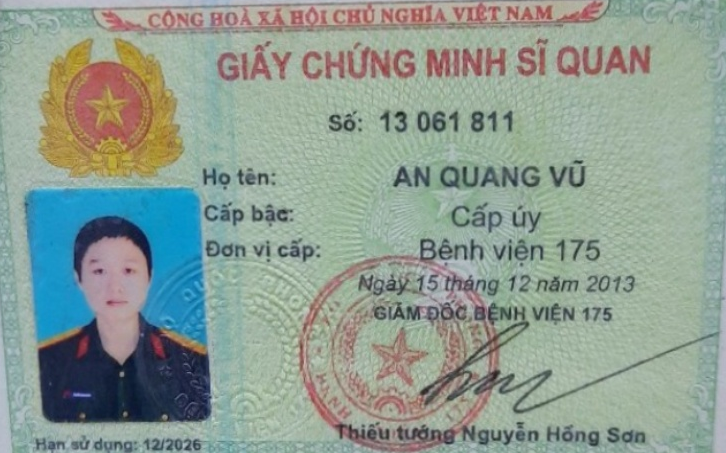 CỘNG HOÀ XÃ HỘI CHỦ NGHĨA VIỆT NAM
GIẤY CHỨNG MINH SĨ QUAN
Số: 13 061 811
Họ tên: AN QUANG VŨ
Cấp bậc: Cấp úy
Đơn vị cấp: Bệnh viện 175
Ngày 15 tháng 12 năm 2013
GIÁM ĐỐC BỆNH VIỆN 175
Thiếu tướng Nguyễn Hồng Sơn
Hạn sử dụng: 12/2026